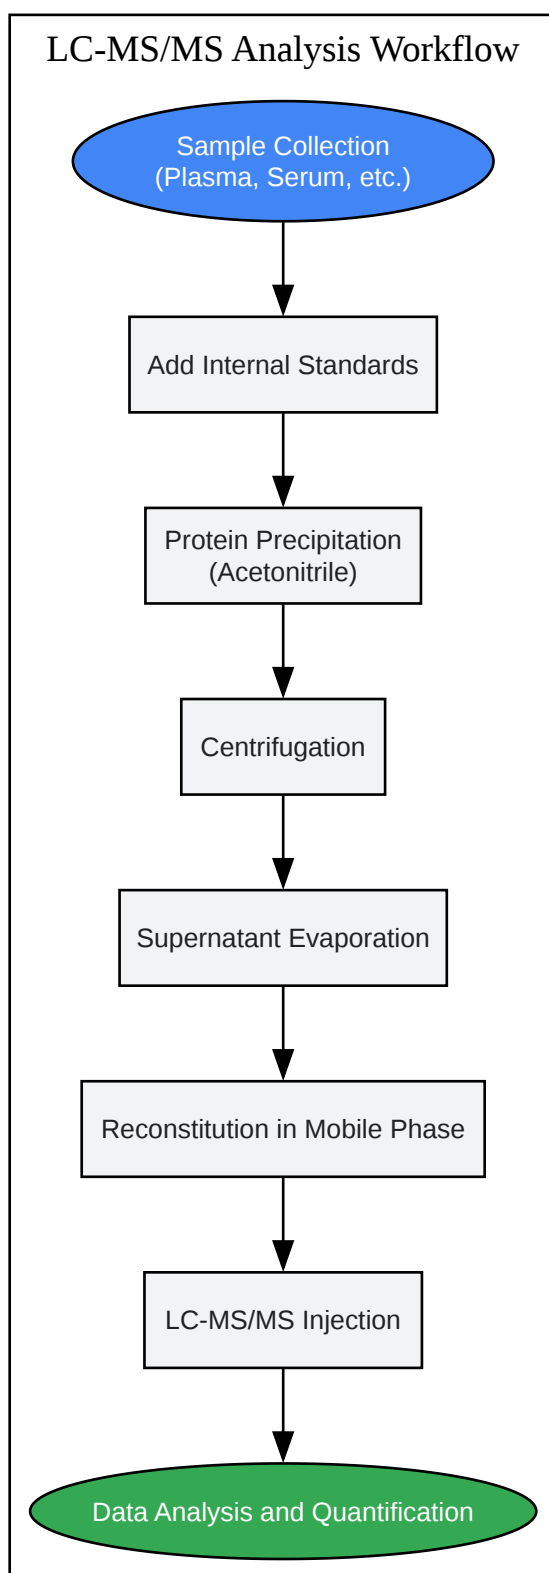 LC-MS/MS Analysis Workflow
Sample Collection
(Plasma, Serum, etc.)
Add Internal Standards
Protein Precipitation
(Acetonitrile)
Centrifugation
Supernatant Evaporation
Reconstitution in Mobile Phase
LC-MS/MS Injection
Data Analysis and Quantification